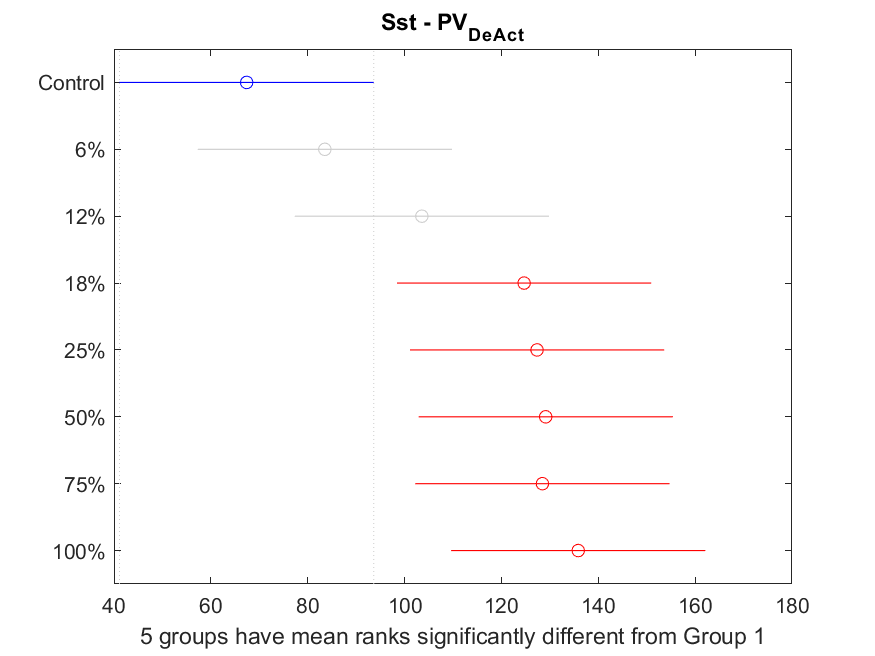 Sst - PV_DeAct
Control
6%
12%
18%
25%
50%
75%
100%
40 60 80 100 120 140 160 180
5 groups have mean ranks significantly different from Group 1